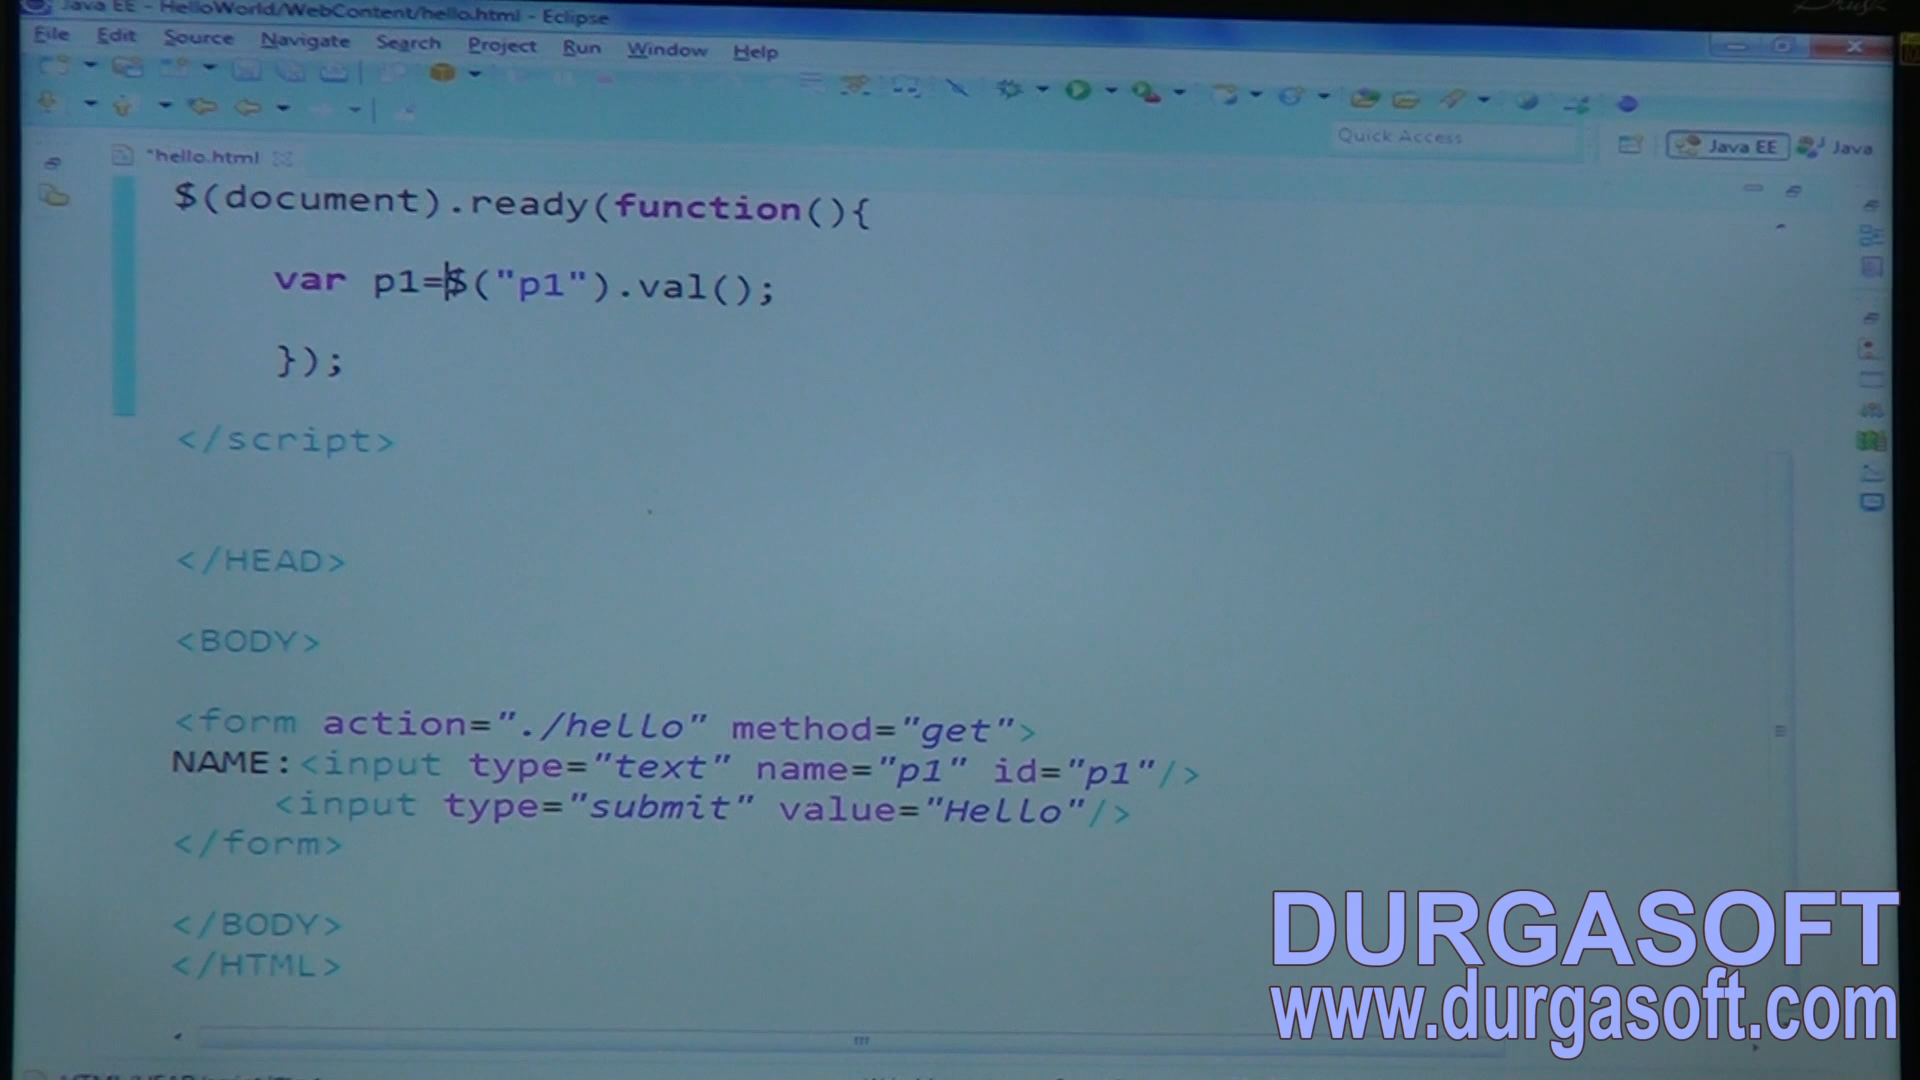 Java EE - HelloWorld/WebContent/hello.html - Eclipse
File Edit Source Navigate Search Project Run Window Help
Quick Access
Java EE
Java
*hello.html
$(document).ready(function(){
var p1=$("p1").val();
});
</script>
</HEAD>
<BODY>
<form action="./hello" method="get">
NAME:<input type="text" name="p1" id="p1"/>
<input type="submit" value="Hello"/>
</form>
</BODY>
</HTML>
DURGASOFT
www.durgasoft.com